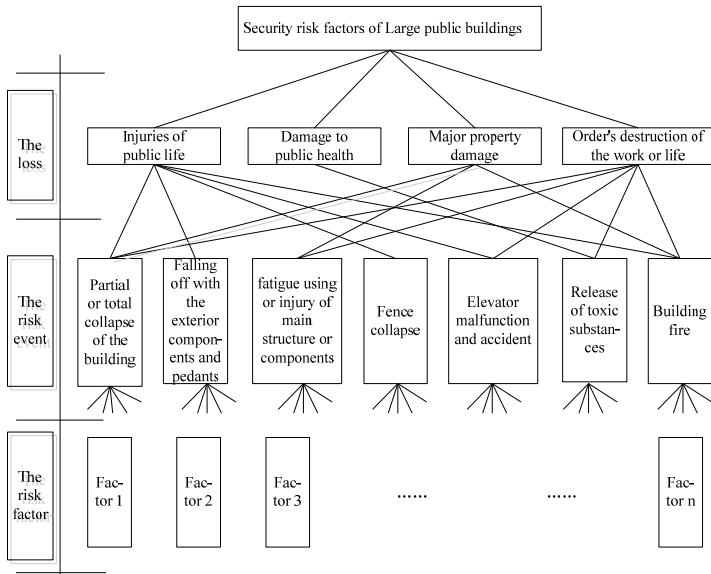 Security risk factors of Large public buildings
The
loss
Injuries of
public life
Damage to
public health
Major property
damage
Order's destruction of
the work or life
The
risk
event
Partial
or total
collapse
of the
building
Falling
off with
the
exterior
compon-
ents and
pedants
fatigue using
or injury of
main
structure or
components
Fence
collapse
Elevator
malfunction
and accident
Release
of toxic
substan-
ces
Building
fire
The
risk
factor
Fac-
tor 1
Fac-
tor 2
Fac-
tor 3
......
......
Fac-
tor n